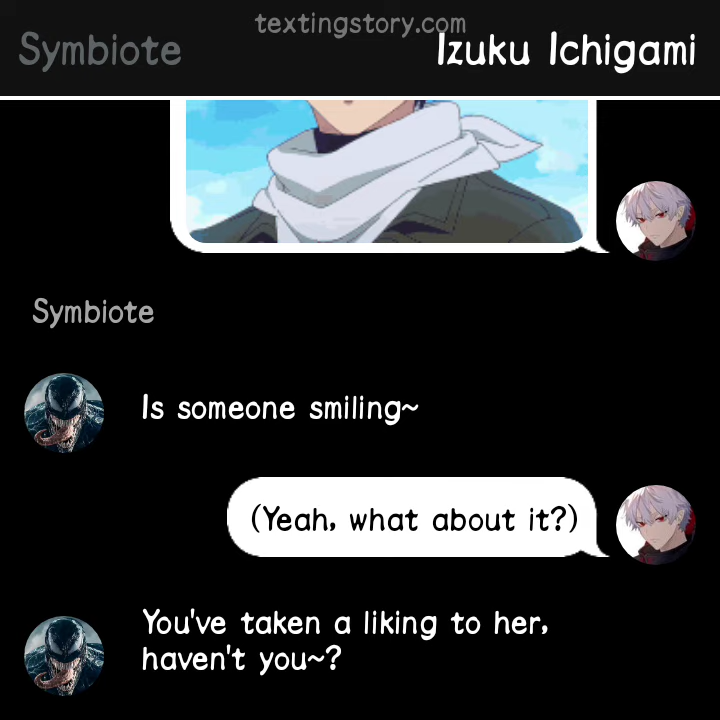 textingstory.com
Symbiote
Izuku Ichigami
Symbiote
Is someone smiling~
(Yeah, what about it?)
You've taken a liking to her,
haven't you~?